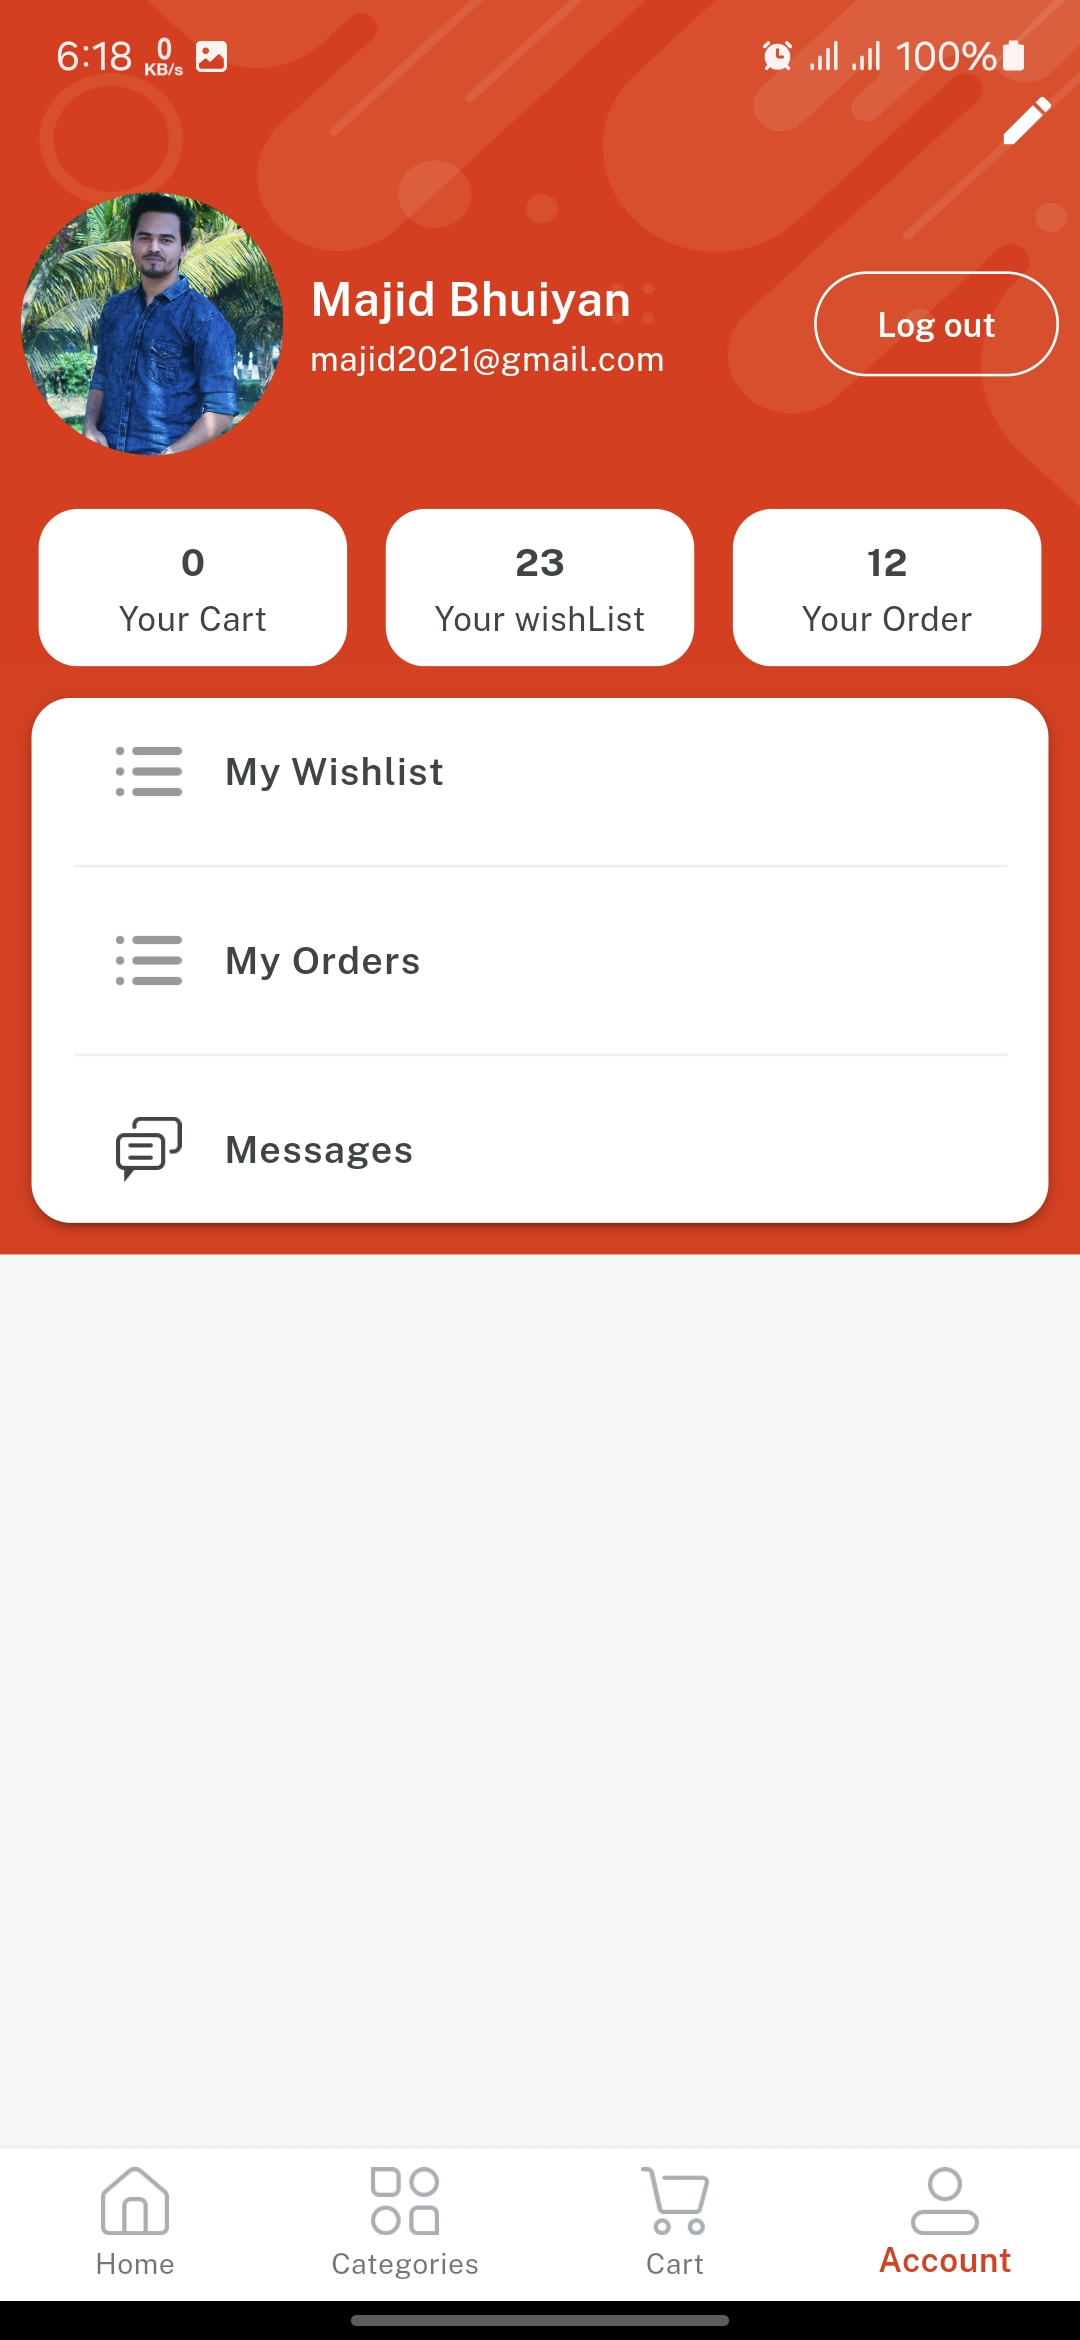 6:18 0 KB/s 100%
Majid Bhuiyan
majid2021@gmail.com
Log out
0 23 12
Your Cart Your wishList Your Order
My Wishlist
My Orders
Messages
Home Categories Cart Account